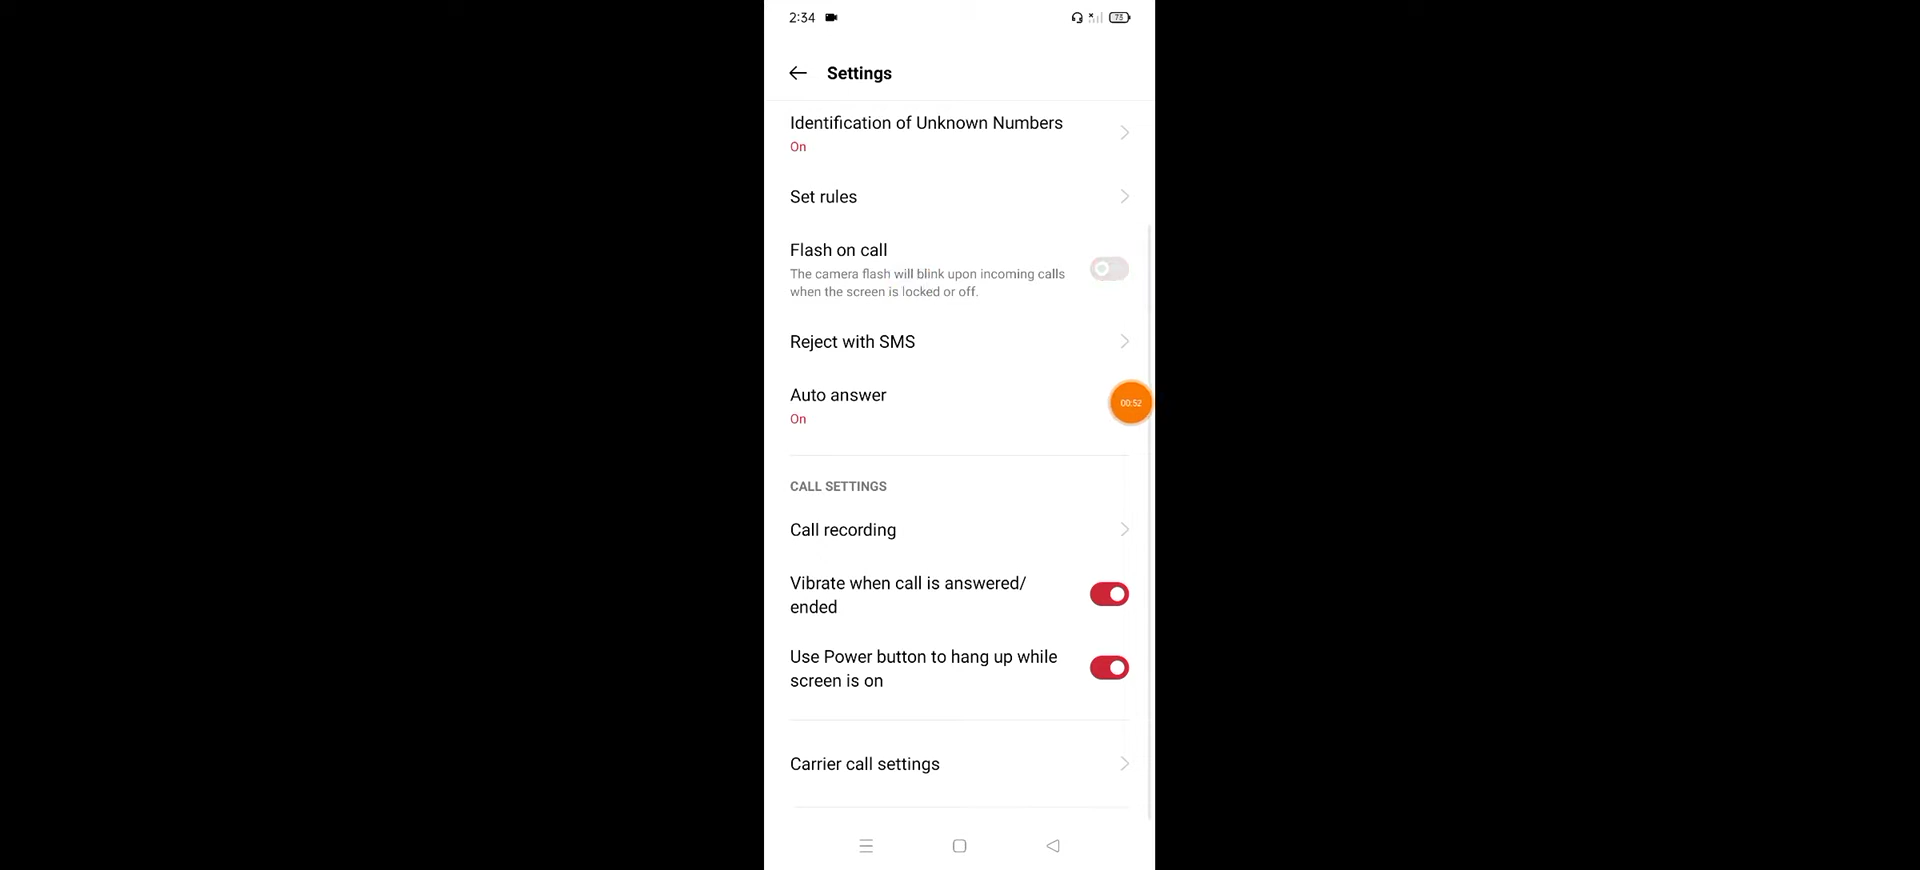 2:34
73
Settings
Identification of Unknown Numbers
On
Set rules
Flash on call
The camera flash will blink upon incoming calls
when the screen is locked or off.
Reject with SMS
Auto answer
On
00:52
CALL SETTINGS
Call recording
Vibrate when call is answered/
ended
Use Power button to hang up while
screen is on
Carrier call settings